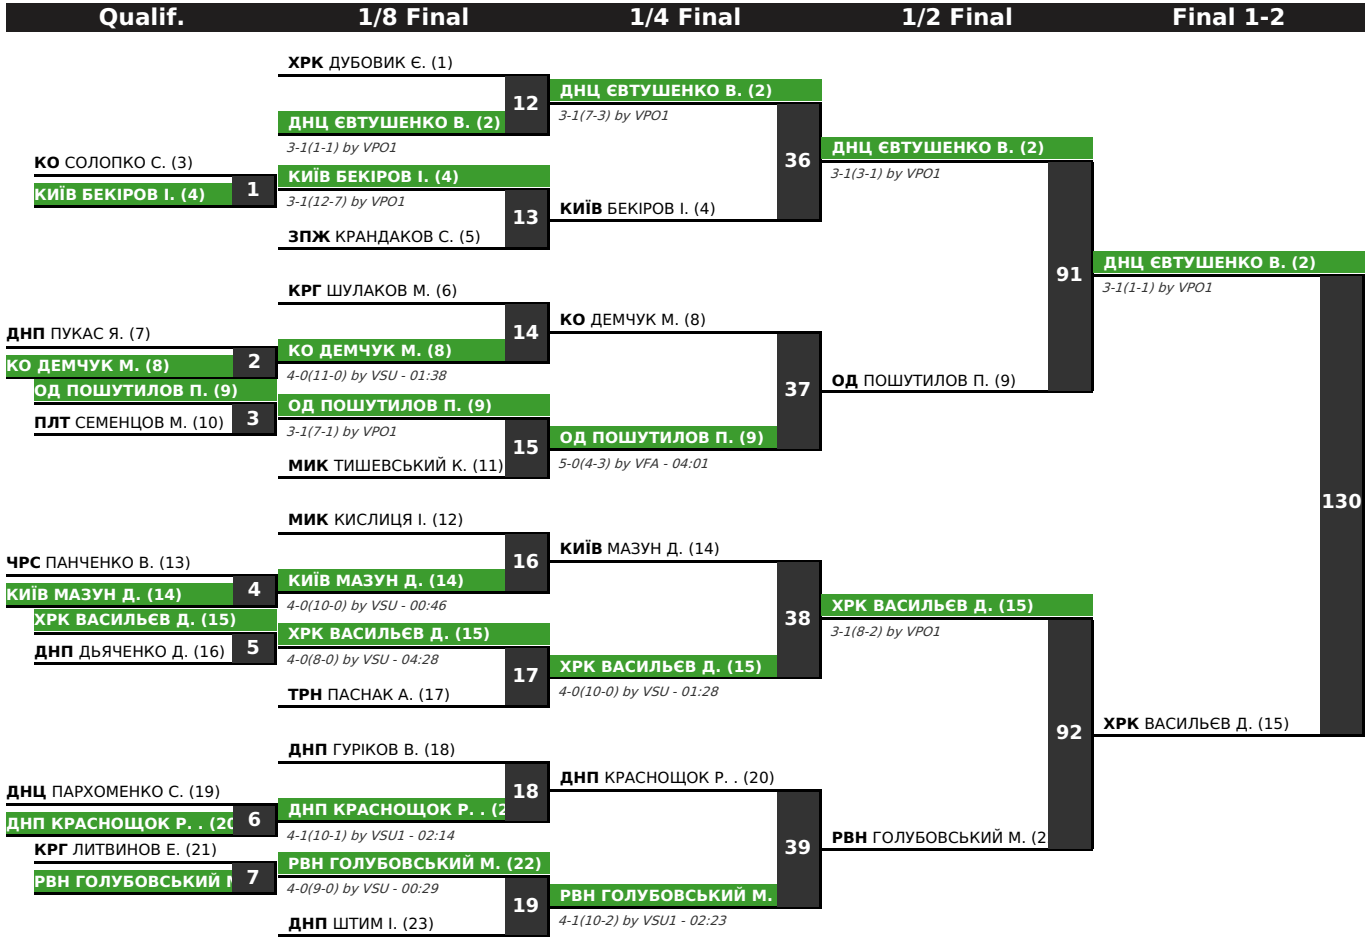 Qualif.
1/8 Final
1/4 Final
1/2 Final
Final 1-2
КО СОЛОПКО С. (3)
КИЇВ БЕКІРОВ І. (4)
1
ДНП ПУКАС Я. (7)
КО ДЕМЧУК М. (8)
2
ОД ПОШУТИЛОВ П. (9)
ПЛТ СЕМЕНЦОВ М. (10)
3
ЧРС ПАНЧЕНКО В. (13)
КИЇВ МАЗУН Д. (14)
4
ХРК ВАСИЛЬЄВ Д. (15)
ДНП ДЬЯЧЕНКО Д. (16)
5
ДНЦ ПАРХОМЕНКО С. (19)
ДНП КРАСНОЩОК Р. . (20
6
КРГ ЛИТВИНОВ Е. (21)
РВН ГОЛУБОВСЬКИЙ
7
ХРК ДУБОВИК Є. (1)
ДНЦ ЄВТУШЕНКО В. (2)
12
3-1(1-1) by VPO1
КИЇВ БЕКІРОВ І. (4)
3-1(12-7) by VPO1
ЗПЖ КРАНДАКОВ С. (5)
13
КРГ ШУЛАКОВ М. (6)
КО ДЕМЧУК М. (8)
14
4-0(11-0) by VSU - 01:38
ОД ПОШУТИЛОВ П. (9)
3-1(7-1) by VPO1
МИК ТИШЕВСЬКИЙ К. (11)
15
МИК КИСЛИЦЯ І. (12)
КИЇВ МАЗУН Д. (14)
16
4-0(10-0) by VSU - 00:46
ХРК ВАСИЛЬЄВ Д. (15)
4-0(8-0) by VSU - 04:28
ТРН ПАСНАК А. (17)
17
ДНП ГУРІКОВ В. (18)
ДНП КРАСНОЩОК Р. . (2
18
4-1(10-1) by VSU1 - 02:14
РВН ГОЛУБОВСЬКИЙ М. (22)
4-0(9-0) by VSU - 00:29
ДНП ШТИМ І. (23)
19
ДНЦ ЄВТУШЕНКО В. (2)
3-1(7-3) by VPO1
КИЇВ БЕКІРОВ І. (4)
36
КО ДЕМЧУК М. (8)
ОД ПОШУТИЛОВ П. (9)
37
5-0(4-3) by VFA - 04:01
КИЇВ МАЗУН Д. (14)
ХРК ВАСИЛЬЄВ Д. (15)
38
4-0(10-0) by VSU - 01:28
ДНП КРАСНОЩОК Р. . (20)
РВН ГОЛУБОВСЬКИЙ М.
39
4-1(10-2) by VSU1 - 02:23
ДНЦ ЄВТУШЕНКО В. (2)
3-1(3-1) by VPO1
ОД ПОШУТИЛОВ П. (9)
91
ХРК ВАСИЛЬЄВ Д. (15)
3-1(8-2) by VPO1
РВН ГОЛУБОВСЬКИЙ М. (2
92
ДНЦ ЄВТУШЕНКО В. (2)
3-1(1-1) by VPO1
ХРК ВАСИЛЬЄВ Д. (15)
130